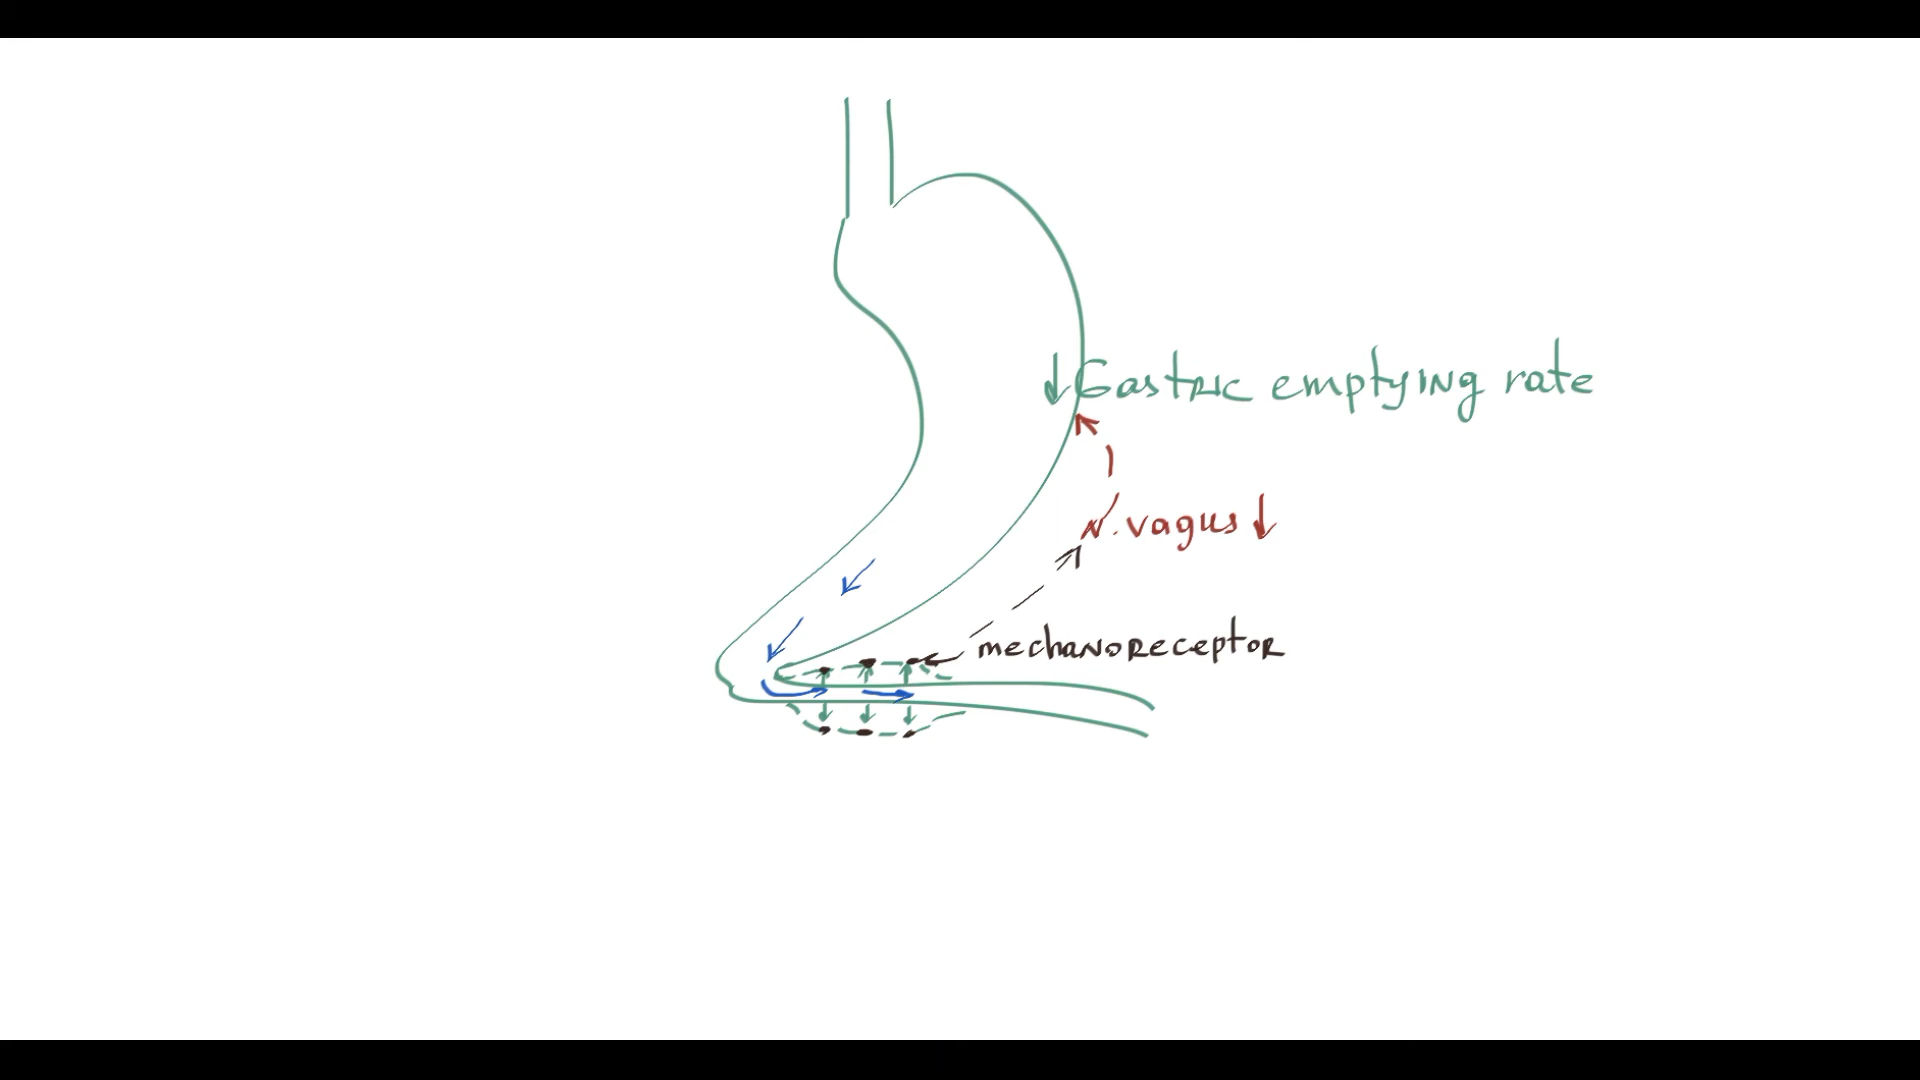 ↓ Gastric emptying rate
N. vagus ↓
mechanoreceptor